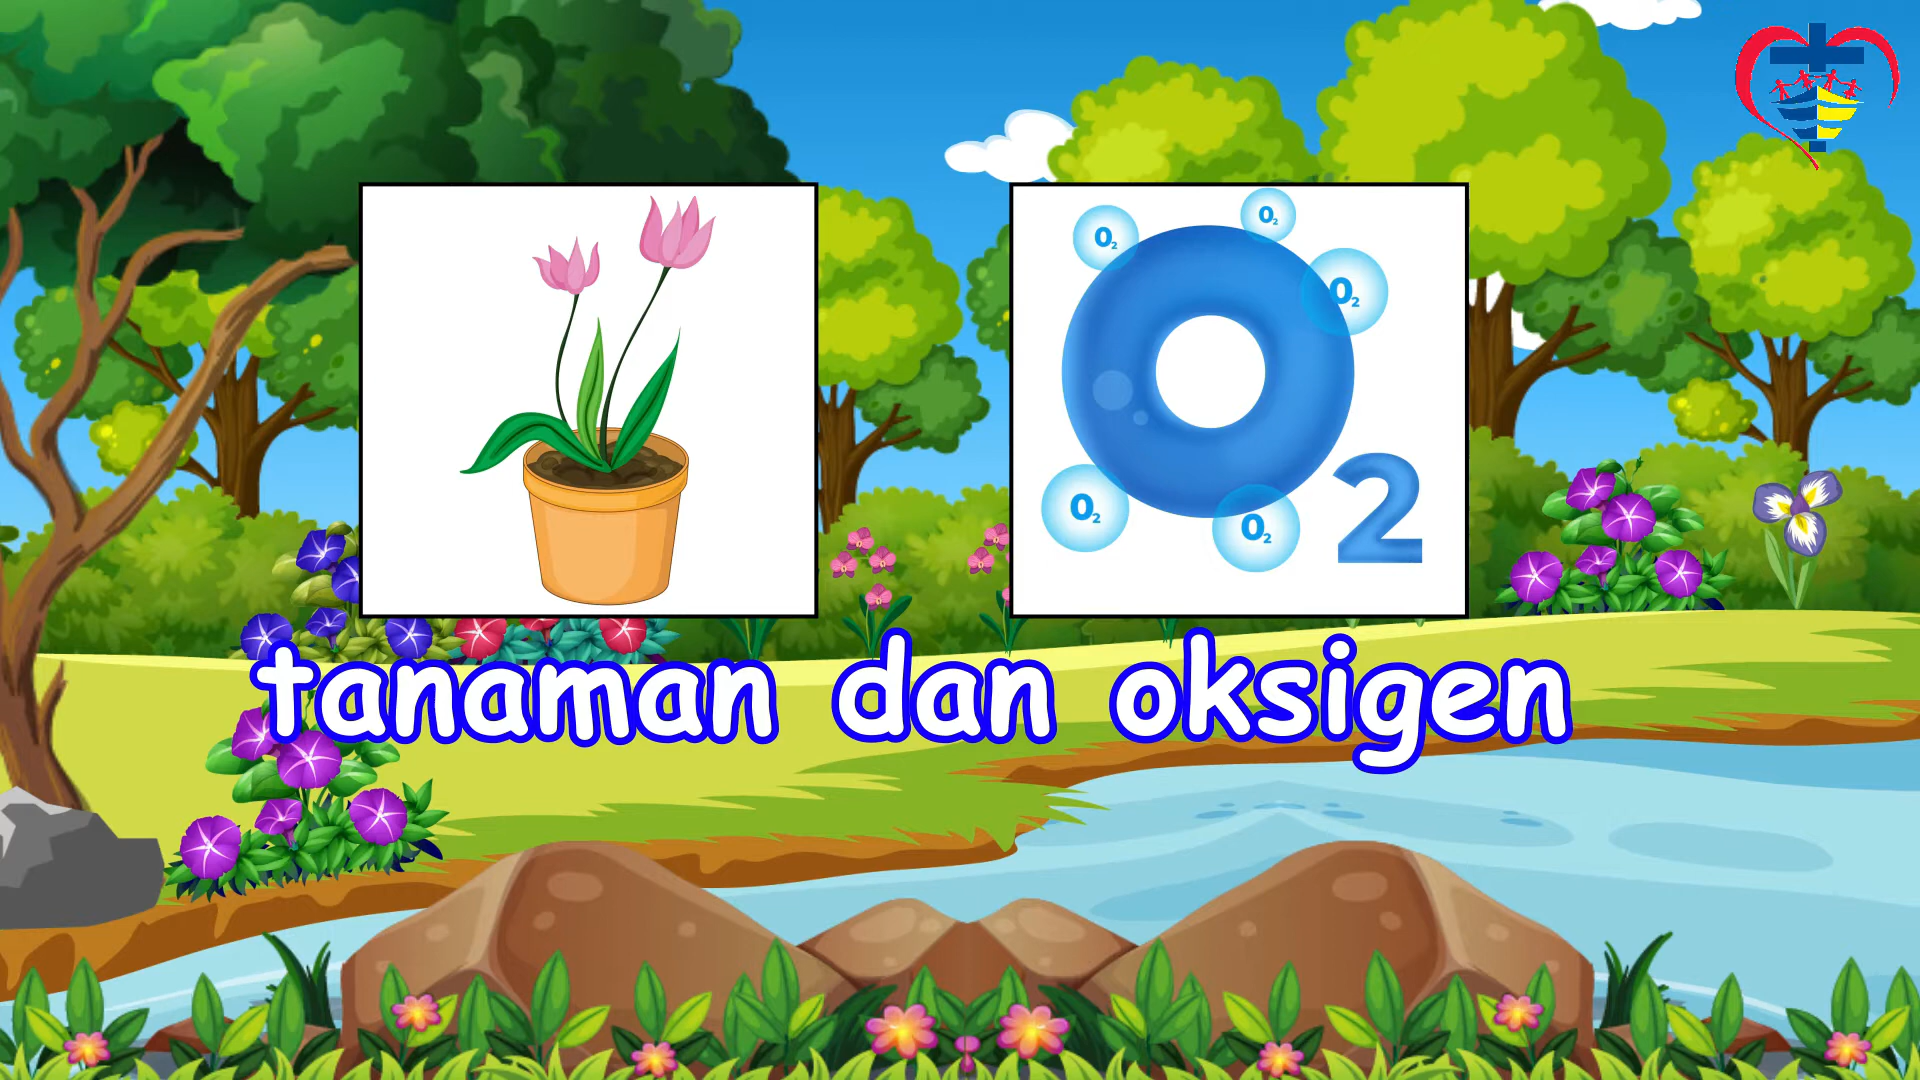 O₂
O₂
O₂
O₂
O₂
O2
tanaman dan oksigen